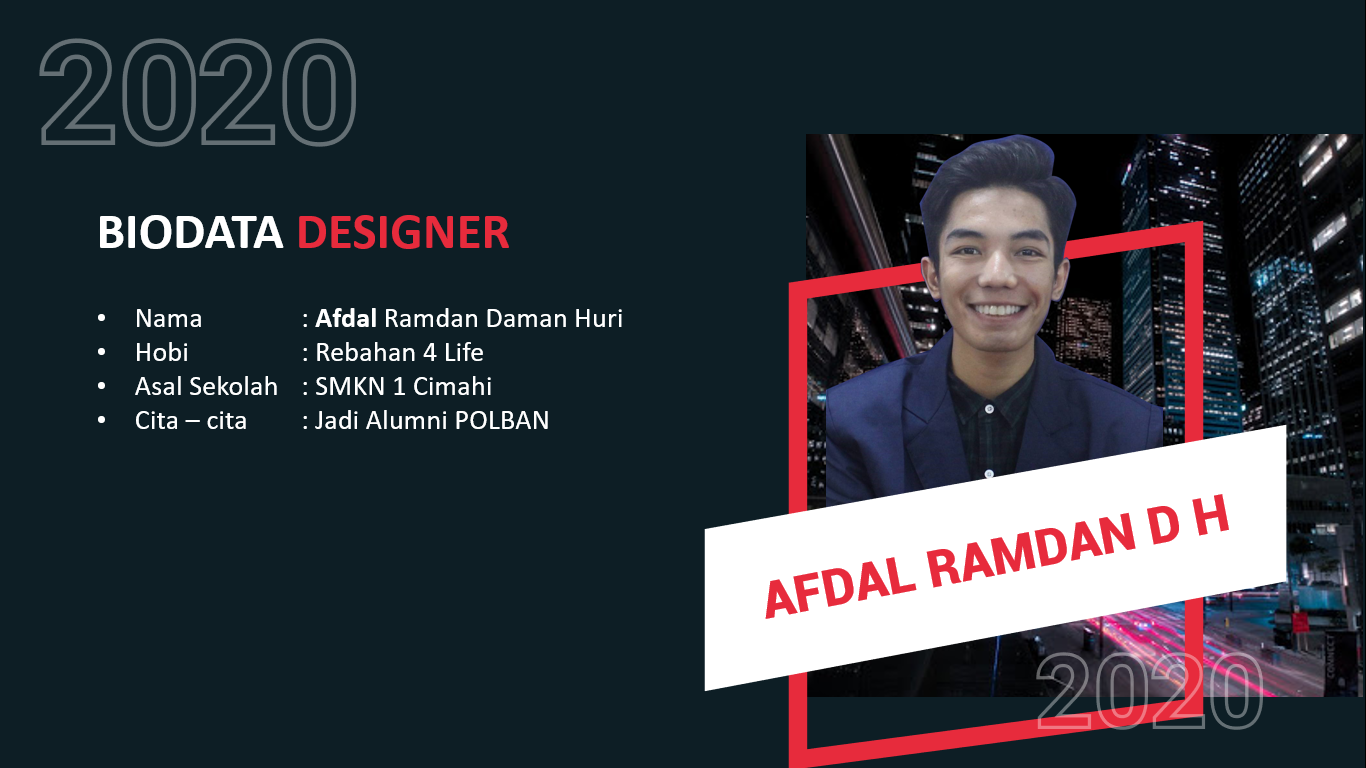 2020
BIODATA DESIGNER
• Nama : Afdal Ramdan Daman Huri
• Hobi : Rebahan 4 Life
• Asal Sekolah : SMKN 1 Cimahi
• Cita – cita : Jadi Alumni POLBAN
AFDAL RAMDAN D H
2020